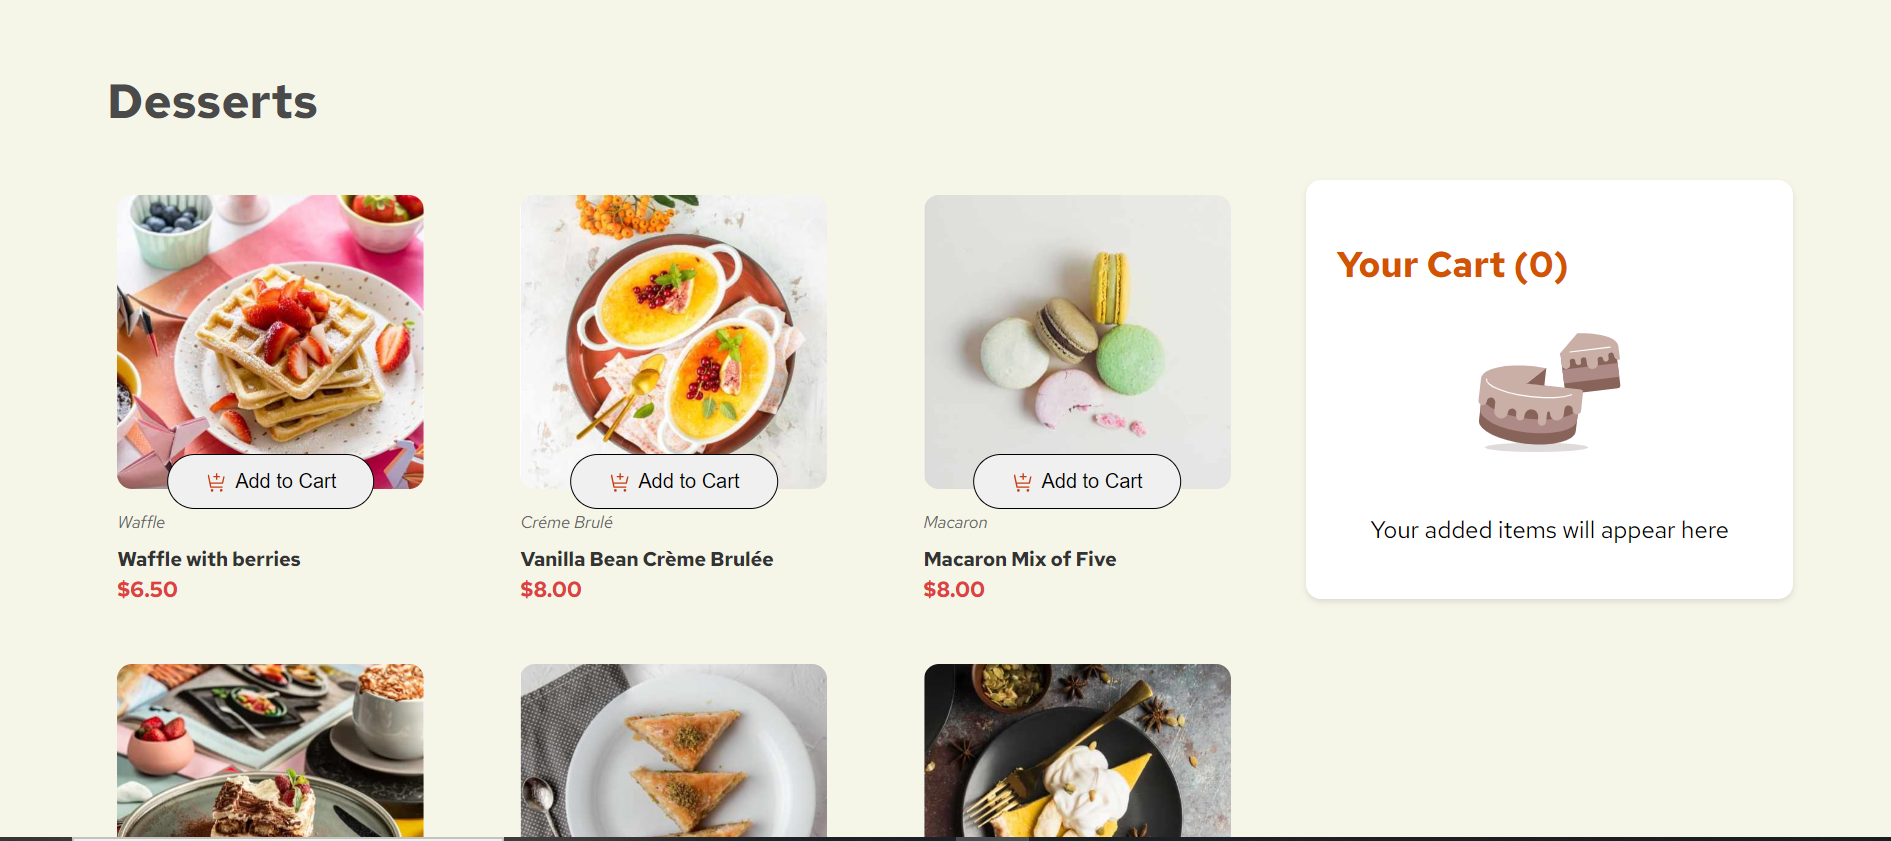 Desserts
Add to Cart
Waffle
Waffle with berries
$6.50
Add to Cart
Créme Brulé
Vanilla Bean Crème Brulée
$8.00
Add to Cart
Macaron
Macaron Mix of Five
$8.00
Your Cart (0)
Your added items will appear here